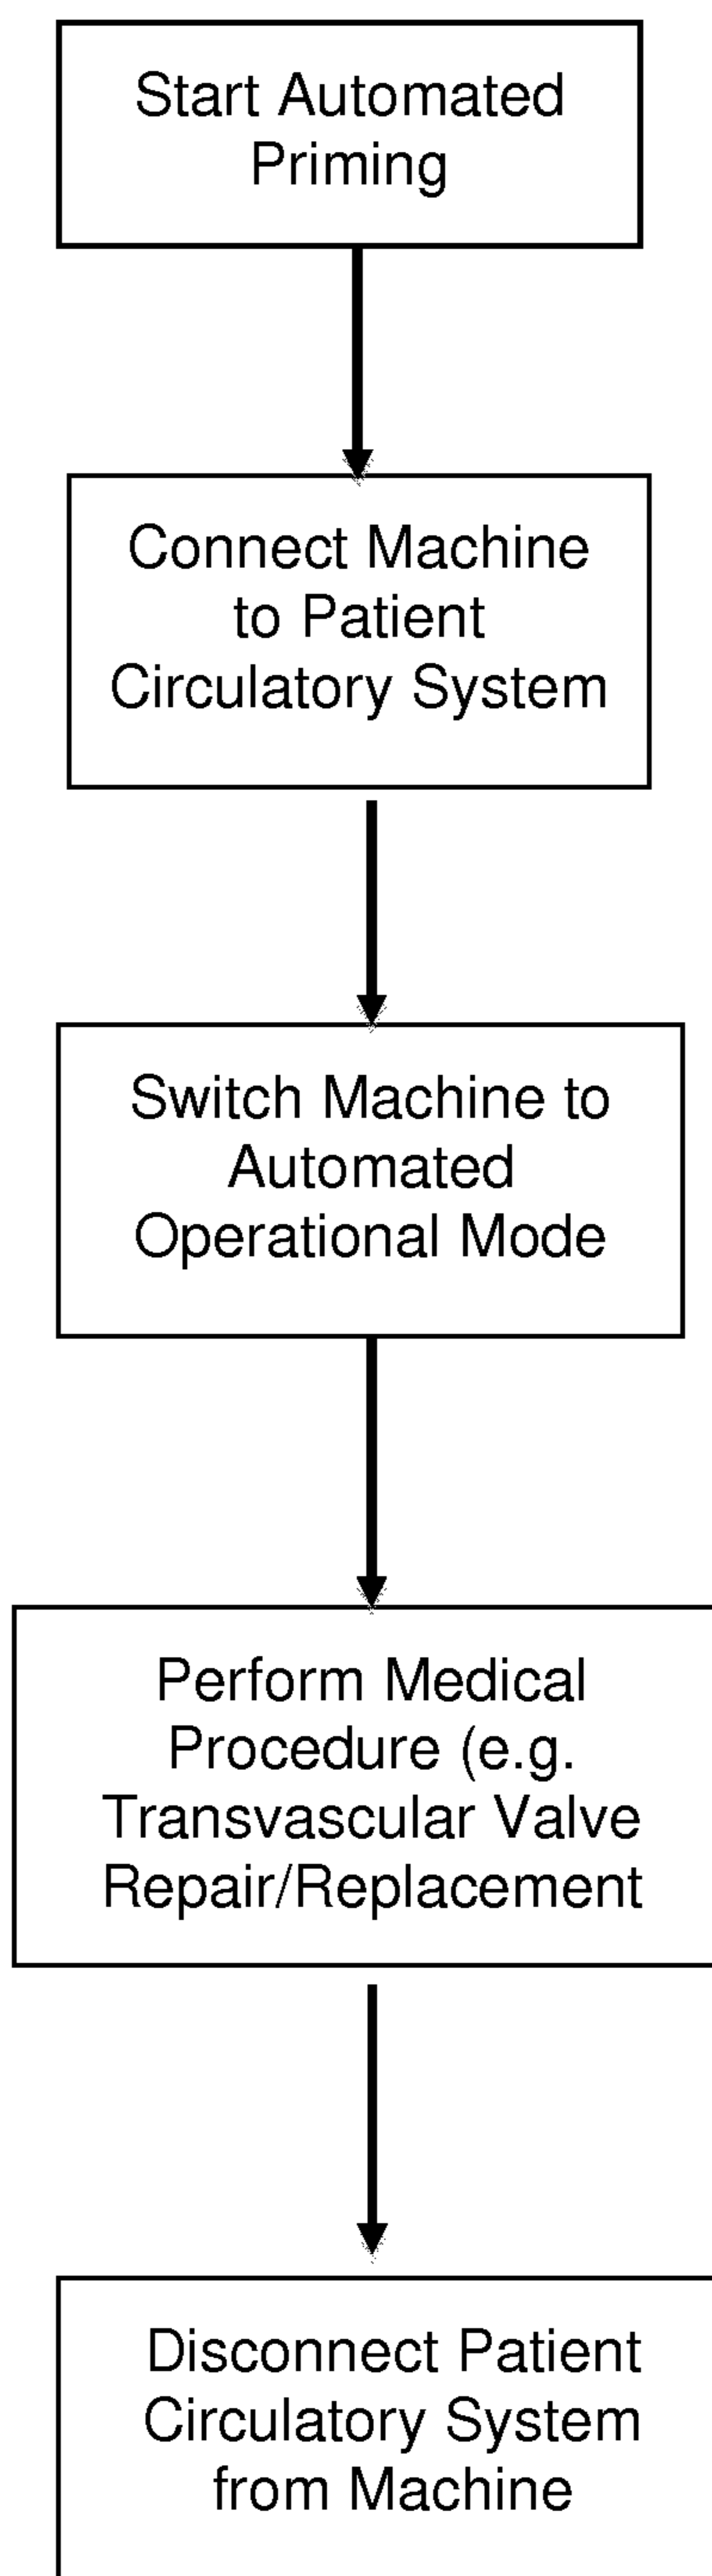 Start Automated
Priming
Connect Machine
to Patient
Circulatory System
Switch Machine to
Automated
Operational Mode
Perform Medical
Procedure (e.g.
Transvascular Valve
Repair/Replacement
Disconnect Patient
Circulatory System
from Machine